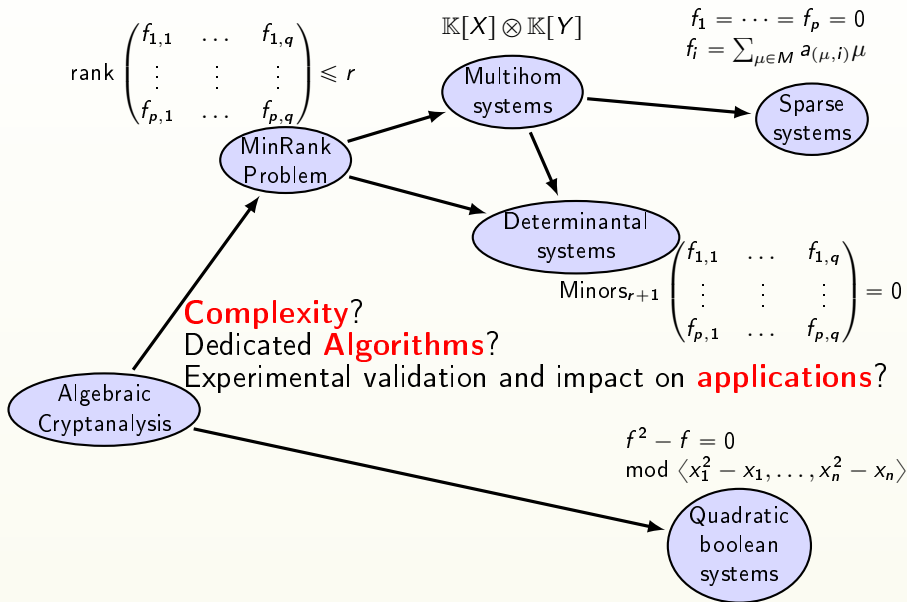 𝕂[X] ⊗ 𝕂[Y]
f₁ = ⋯ = fₚ = 0
fᵢ = ∑_{μ∈M} a_{(μ,i)}μ
rank
f₁,₁ … f₁,q
⋮ ⋮ ⋮
fₚ,₁ … fₚ,q
⩽ r
Multihom
systems
Sparse
systems
MinRank
Problem
Determinantal
systems
Minors_{r+1}
f₁,₁ … f₁,q
⋮ ⋮ ⋮
fₚ,₁ … fₚ,q
= 0
Complexity?
Dedicated Algorithms?
Experimental validation and impact on applications?
Algebraic
Cryptanalysis
f² − f = 0
mod ⟨x₁² − x₁, …, xₙ² − xₙ⟩
Quadratic
boolean
systems